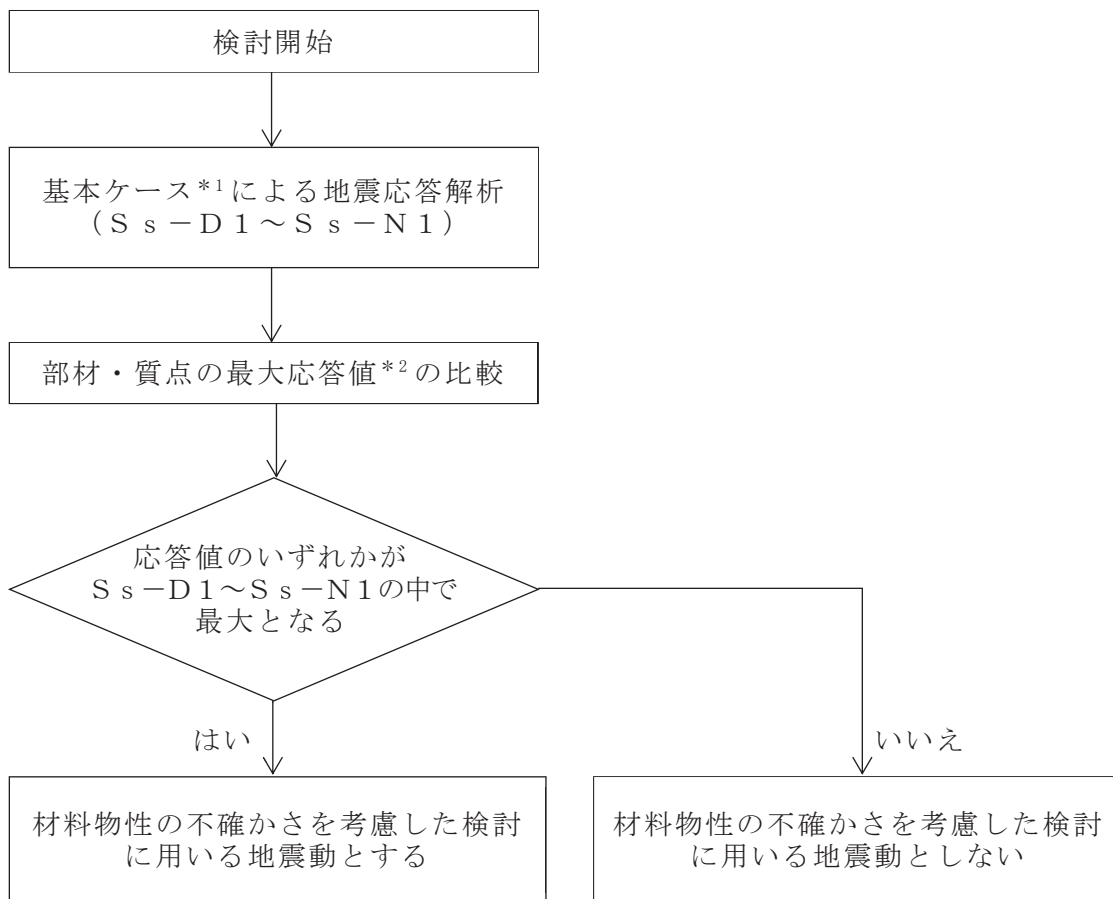 検討開始
基本ケース*1による地震応答解析
(Ss-D1~Ss-N1)
部材・質点の最大応答値*2の比較
応答値のいずれかが
Ss-D1~Ss-N1の中で
最大となる
はい
いいえ
材料物性の不確かさを考慮した検討
に用いる地震動とする
材料物性の不確かさを考慮した検討
に用いる地震動としない